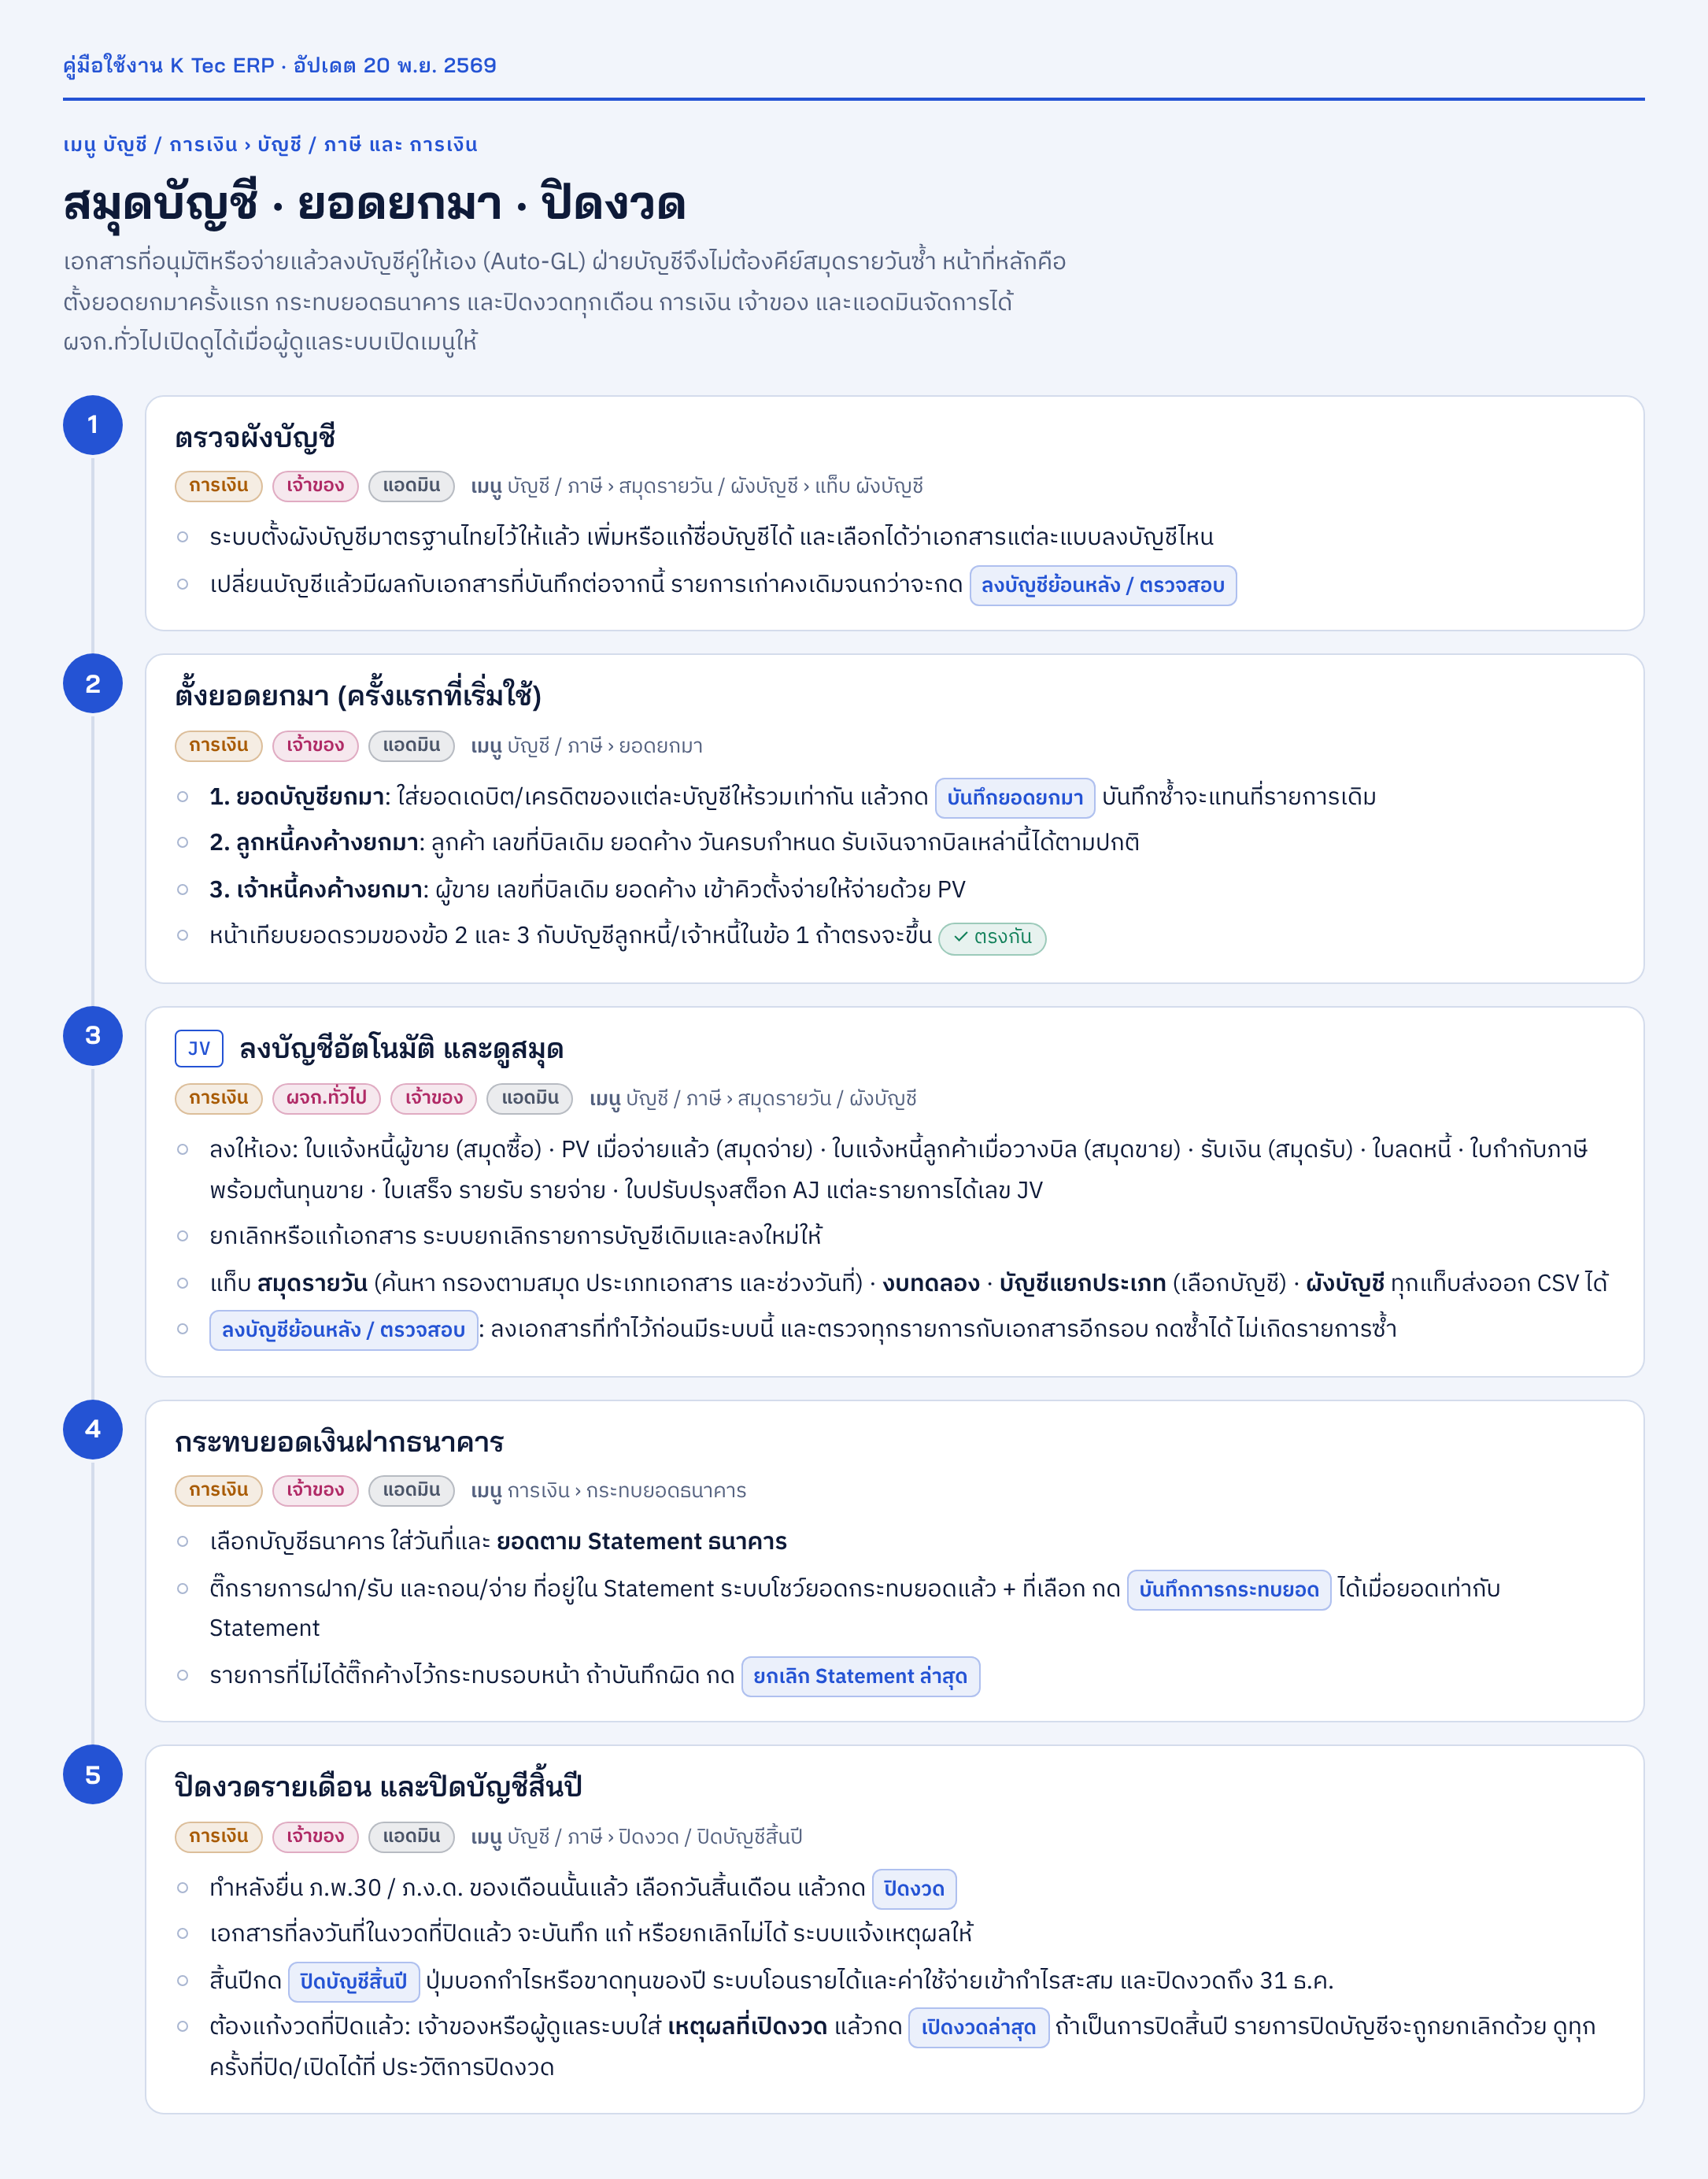 คู่มือใช้งาน K Tec ERP · อัปเดต 20 พ.ย. 2569
เมนู บัญชี / การเงิน › บัญชี / ภาษี และ การเงิน
สมุดบัญชี · ยอดยกมา · ปิดงวด
เอกสารที่อนุมัติหรือจ่ายแล้วลงบัญชีคู่ให้เอง (Auto-GL) ฝ่ายบัญชีจึงไม่ต้องคีย์สมุดรายวันซ้ำ หน้าที่หลักคือ
ตั้งยอดยกมาครั้งแรก กระทบยอดธนาคาร และปิดงวดทุกเดือน การเงิน เจ้าของ และแอดมินจัดการได้
ผจก.ทั่วไปเปิดดูได้เมื่อผู้ดูแลระบบเปิดเมนูให้
1
ตรวจผังบัญชี
การเงิน เจ้าของ แอดมิน เมนู บัญชี / ภาษี › สมุดรายวัน / ผังบัญชี › แท็บ ผังบัญชี
ระบบตั้งผังบัญชีมาตรฐานไทยไว้ให้แล้ว เพิ่มหรือแก้ชื่อบัญชีได้ และเลือกได้ว่าเอกสารแต่ละแบบลงบัญชีไหน
เปลี่ยนบัญชีแล้วมีผลกับเอกสารที่บันทึกต่อจากนี้ รายการเก่าคงเดิมจนกว่าจะกด ลงบัญชีย้อนหลัง / ตรวจสอบ
2
ตั้งยอดยกมา (ครั้งแรกที่เริ่มใช้)
การเงิน เจ้าของ แอดมิน เมนู บัญชี / ภาษี › ยอดยกมา
1. ยอดบัญชียกมา: ใส่ยอดเดบิต/เครดิตของแต่ละบัญชีให้รวมเท่ากัน แล้วกด บันทึกยอดยกมา บันทึกซ้ำจะแทนที่รายการเดิม
2. ลูกหนี้คงค้างยกมา: ลูกค้า เลขที่บิลเดิม ยอดค้าง วันครบกำหนด รับเงินจากบิลเหล่านี้ได้ตามปกติ
3. เจ้าหนี้คงค้างยกมา: ผู้ขาย เลขที่บิลเดิม ยอดค้าง เข้าคิวตั้งจ่ายให้จ่ายด้วย PV
หน้าเทียบยอดรวมของข้อ 2 และ 3 กับบัญชีลูกหนี้/เจ้าหนี้ในข้อ 1 ถ้าตรงจะขึ้น ✓ ตรงกัน
3
JV ลงบัญชีอัตโนมัติ และดูสมุด
การเงิน ผจก.ทั่วไป เจ้าของ แอดมิน เมนู บัญชี / ภาษี › สมุดรายวัน / ผังบัญชี
ลงให้เอง: ใบแจ้งหนี้ผู้ขาย (สมุดซื้อ) · PV เมื่อจ่ายแล้ว (สมุดจ่าย) · ใบแจ้งหนี้ลูกค้าเมื่อวางบิล (สมุดขาย) · รับเงิน (สมุดรับ) · ใบลดหนี้ · ใบกำกับภาษี
พร้อมต้นทุนขาย · ใบเสร็จ รายรับ รายจ่าย · ใบปรับปรุงสต็อก AJ แต่ละรายการได้เลข JV
ยกเลิกหรือแก้เอกสาร ระบบยกเลิกรายการบัญชีเดิมและลงใหม่ให้
แท็บ สมุดรายวัน (ค้นหา กรองตามสมุด ประเภทเอกสาร และช่วงวันที่) · งบทดลอง · บัญชีแยกประเภท (เลือกบัญชี) · ผังบัญชี ทุกแท็บส่งออก CSV ได้
ลงบัญชีย้อนหลัง / ตรวจสอบ : ลงเอกสารที่ทำไว้ก่อนมีระบบนี้ และตรวจทุกรายการกับเอกสารอีกรอบ กดซ้ำได้ ไม่เกิดรายการซ้ำ
4
กระทบยอดเงินฝากธนาคาร
การเงิน เจ้าของ แอดมิน เมนู การเงิน › กระทบยอดธนาคาร
เลือกบัญชีธนาคาร ใส่วันที่และ ยอดตาม Statement ธนาคาร
ติ๊กรายการฝาก/รับ และถอน/จ่าย ที่อยู่ใน Statement ระบบโชว์ยอดกระทบยอดแล้ว + ที่เลือก กด บันทึกการกระทบยอด ได้เมื่อยอดเท่ากับ
Statement
รายการที่ไม่ได้ติ๊กค้างไว้กระทบรอบหน้า ถ้าบันทึกผิด กด ยกเลิก Statement ล่าสุด
5
ปิดงวดรายเดือน และปิดบัญชีสิ้นปี
การเงิน เจ้าของ แอดมิน เมนู บัญชี / ภาษี › ปิดงวด / ปิดบัญชีสิ้นปี
ทำหลังยื่น ภ.พ.30 / ภ.ง.ด. ของเดือนนั้นแล้ว เลือกวันสิ้นเดือน แล้วกด ปิดงวด
เอกสารที่ลงวันที่ในงวดที่ปิดแล้ว จะบันทึก แก้ หรือยกเลิกไม่ได้ ระบบแจ้งเหตุผลให้
สิ้นปีกด ปิดบัญชีสิ้นปี ปุ่มบอกกำไรหรือขาดทุนของปี ระบบโอนรายได้และค่าใช้จ่ายเข้ากำไรสะสม และปิดงวดถึง 31 ธ.ค.
ต้องแก้งวดที่ปิดแล้ว: เจ้าของหรือผู้ดูแลระบบใส่ เหตุผลที่เปิดงวด แล้วกด เปิดงวดล่าสุด ถ้าเป็นการปิดสิ้นปี รายการปิดบัญชีจะถูกยกเลิกด้วย ดูทุก
ครั้งที่ปิด/เปิดได้ที่ ประวัติการปิดงวด